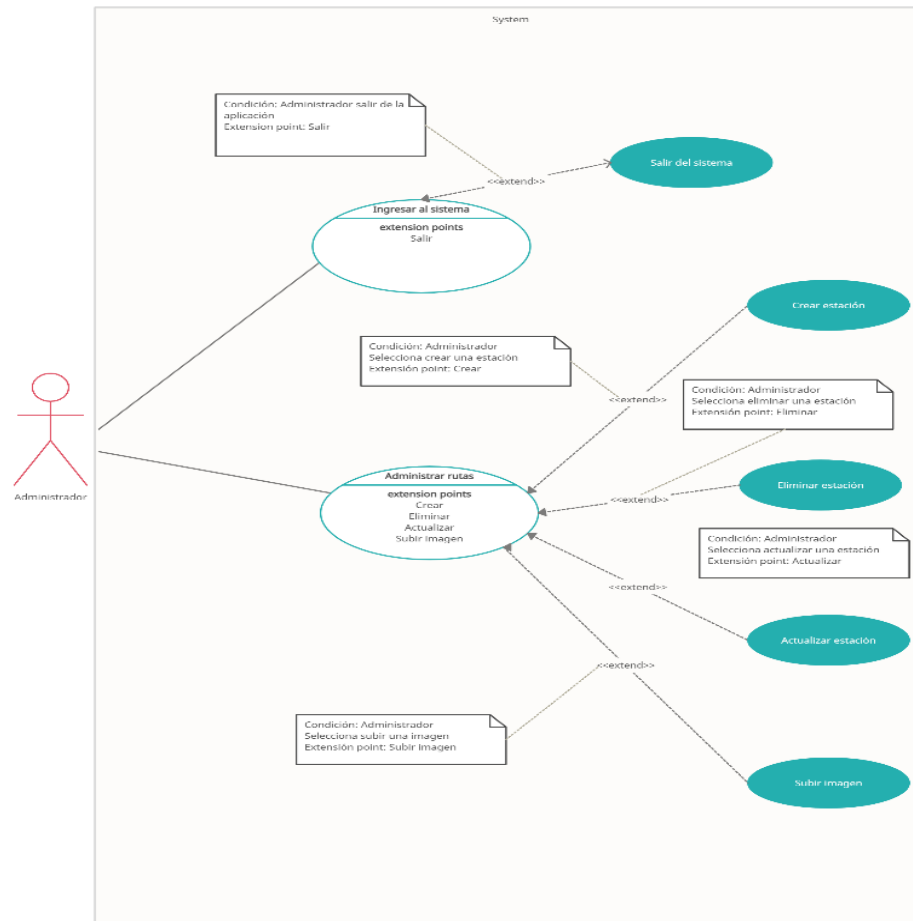 System
Condición: Administrador salir de la
aplicación
Extension point: Salir
Salir del sistema
<<extend>>
Ingresar al sistema
extension points
Salir
Crear estación
Condición: Administrador
Selecciona crear una estación
Extensión point: Crear
<<extend>>
Condición: Administrador
Selecciona eliminar una estación
Extensión point: Eliminar
Administrador
Administrar rutas
extension points
Crear
Eliminar
Actualizar
Subir Imagen
<<extend>>
Eliminar estación
Condición: Administrador
Selecciona actualizar una estación
Extensión point: Actualizar
<<extend>>
Actualizar estación
<<extend>>
Condición: Administrador
Selecciona subir una imagen
Extensión point: Subir Imagen
Subir Imagen